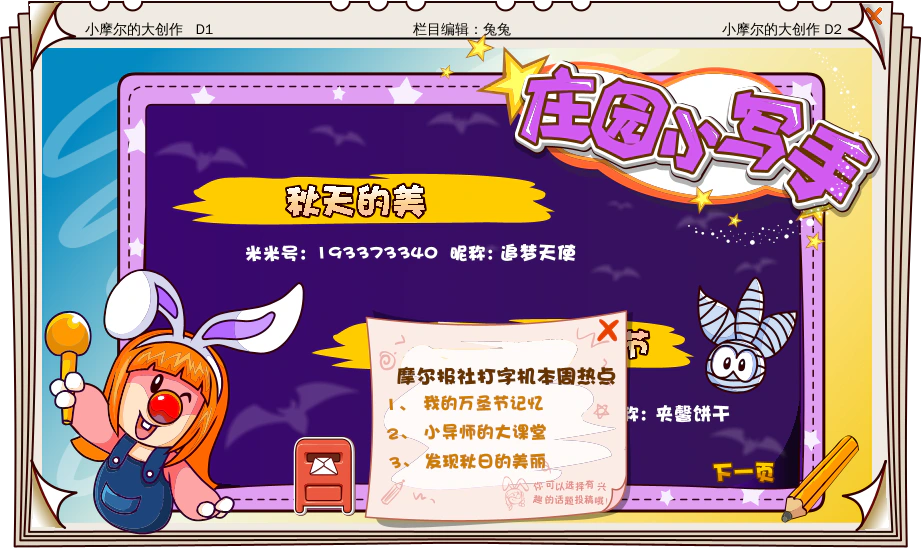 小摩尔的大创作 D1
栏目编辑：兔兔
小摩尔的大创作 D2
庄园小写手
秋天的美
米米号: 193373340 昵称: 追梦天使
节
称: 夹馨饼干
摩尔报社打字机本周热点
1、 我的万圣节记忆
2、 小导师的大课堂
3、 发现秋日的美丽
你可以选择有兴
趣的话题投稿哦!
下一页